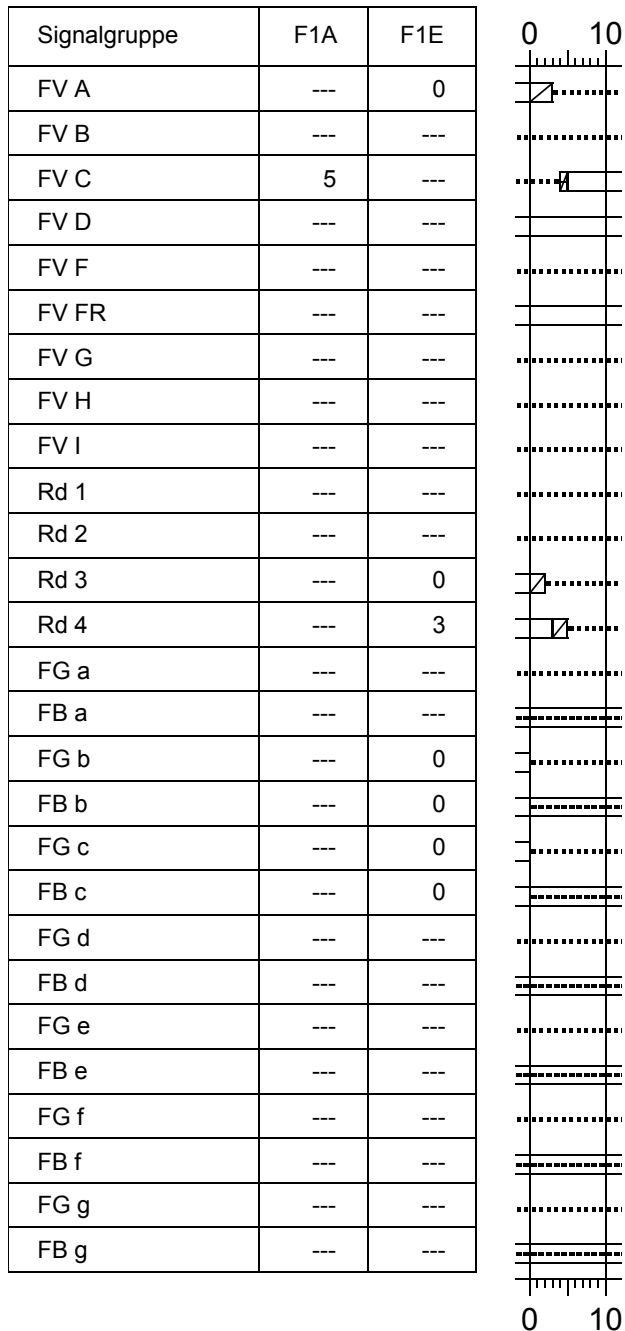 Signalgruppe F1A F1E 0 10
FV A --- 0
FV B --- ---
FV C 5 ---
FV D --- ---
FV F --- ---
FV FR --- ---
FV G --- ---
FV H --- ---
FV I --- ---
Rd 1 --- ---
Rd 2 --- ---
Rd 3 --- 0
Rd 4 --- 3
FG a --- ---
FB a --- ---
FG b --- 0
FB b --- 0
FG c --- 0
FB c --- 0
FG d --- ---
FB d --- ---
FG e --- ---
FB e --- ---
FG f --- ---
FB f --- ---
FG g --- ---
FB g --- ---
0 10